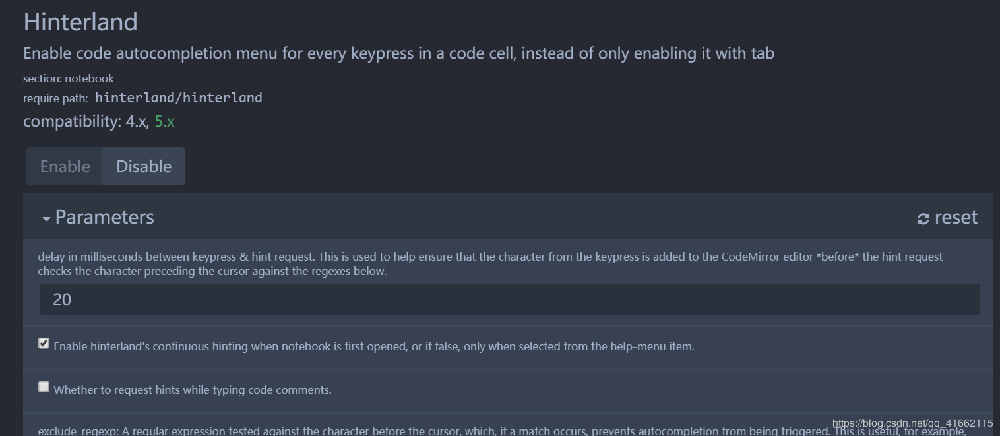 Hinterland
Enable code autocompletion menu for every keypress in a code cell, instead of only enabling it with tab
section: notebook
require path: hinterland/hinterland
compatibility: 4.x, 5.x
Enable Disable
Parameters reset
delay in milliseconds between keypress & hint request. This is used to help ensure that the character from the keypress is added to the CodeMirror editor *before* the hint request
checks the character preceding the cursor against the regexes below.
20
Enable hinterland's continuous hinting when notebook is first opened, or if false, only when selected from the help-menu item.
Whether to request hints while typing code comments.
exclude_regexp: A regular expression tested against the character before the cursor, which, if a match occurs, prevents autocompletion from being triggered. This is useful, for example,
https://blog.csdn.net/qq_41662115